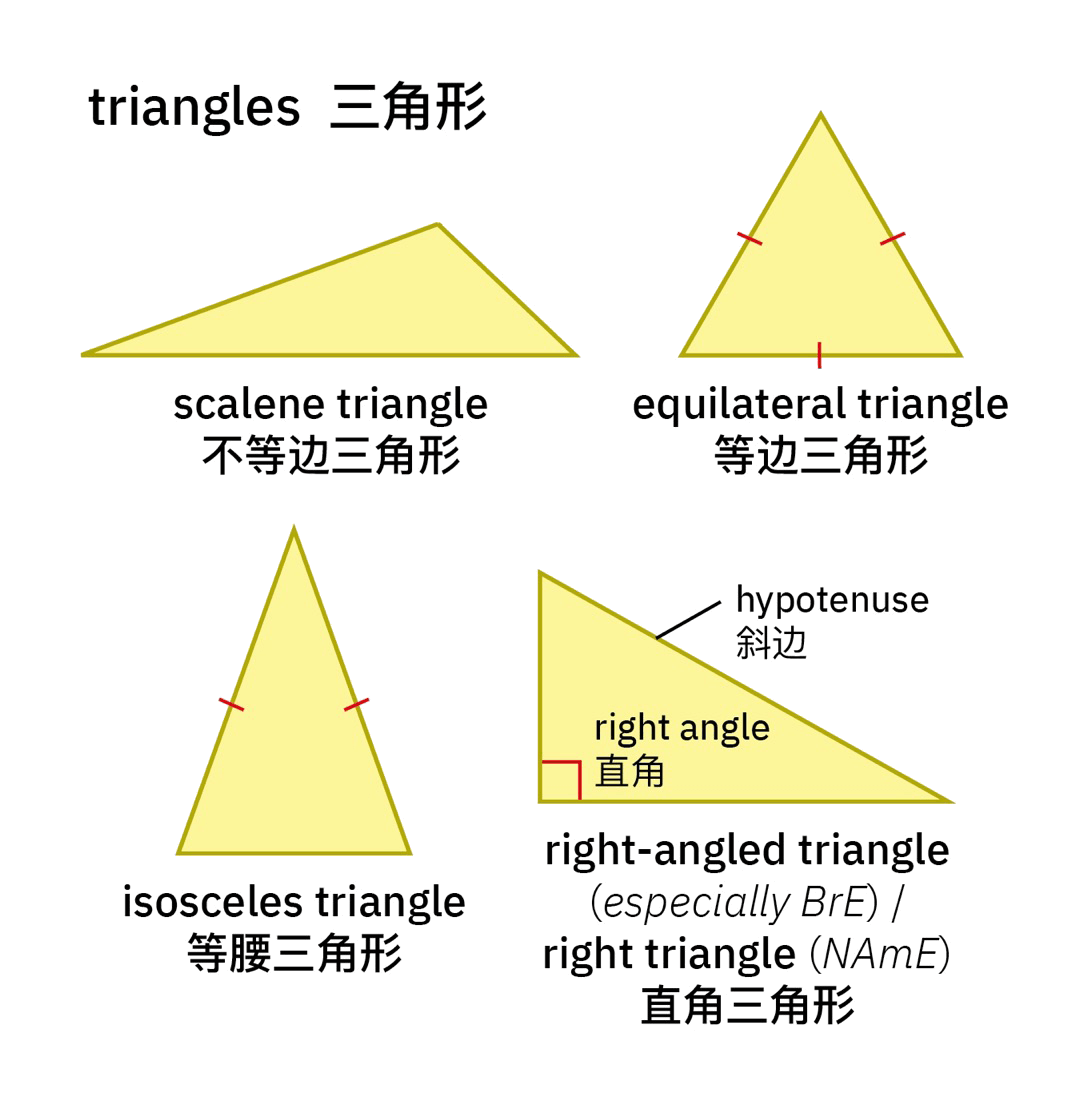 triangles 三角形
scalene triangle
不等边三角形
equilateral triangle
等边三角形
isosceles triangle
等腰三角形
hypotenuse
斜边
right angle
直角
right-angled triangle
(especially BrE) /
right triangle (NAmE)
直角三角形